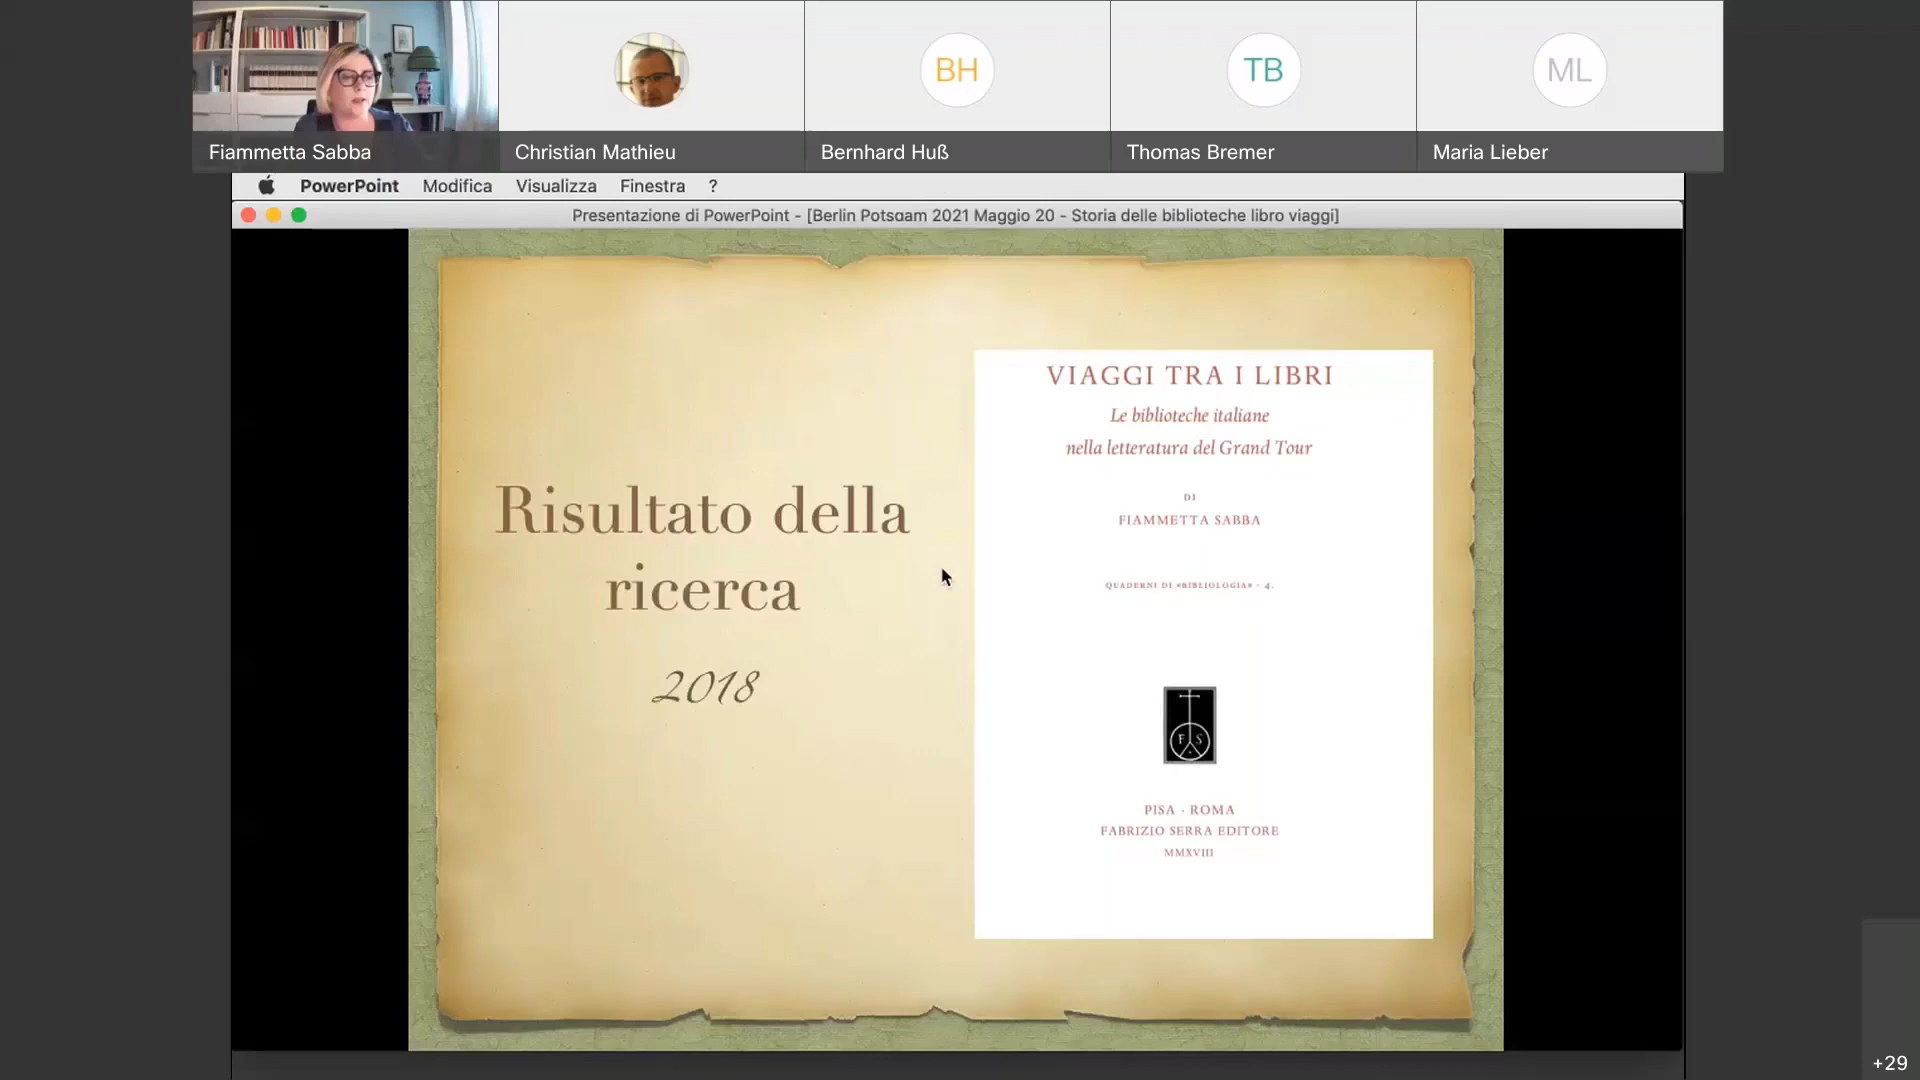 BH
TB
ML
Fiammetta Sabba
Christian Mathieu
Bernhard Huß
Thomas Bremer
Maria Lieber
PowerPoint Modifica Visualizza Finestra ?
Presentazione di PowerPoint - [Berlin Potsdam 2021 Maggio 20 - Storia delle biblioteche libro viaggi]
Risultato della
ricerca
2018
VIAGGI TRA I LIBRI
Le biblioteche italiane
nella letteratura del Grand Tour
DI
FIAMMETTA SABBA
QUADERNI DI «BIBLIOLOGIA» · 4.
F S
PISA · ROMA
FABRIZIO SERRA EDITORE
MMXVIII
+29